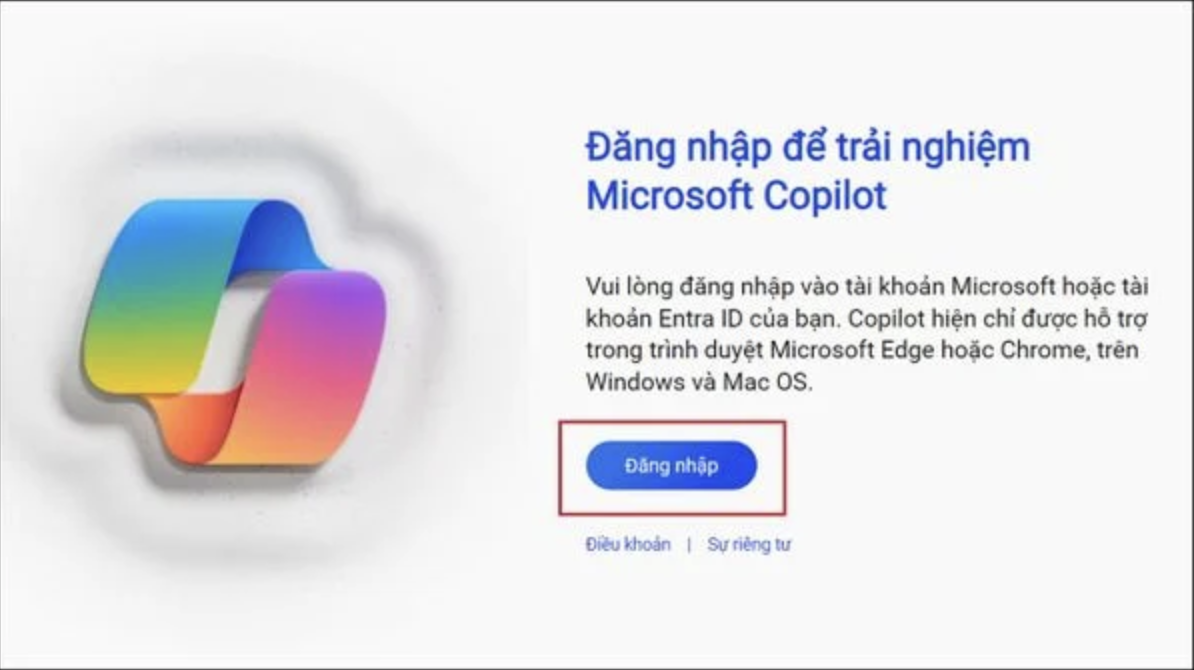 Đăng nhập để trải nghiệm
Microsoft Copilot
Vui lòng đăng nhập vào tài khoản Microsoft hoặc tài
khoản Entra ID của bạn. Copilot hiện chỉ được hỗ trợ
trong trình duyệt Microsoft Edge hoặc Chrome, trên
Windows và Mac OS.
Đăng nhập
Điều khoản | Sự riêng tư